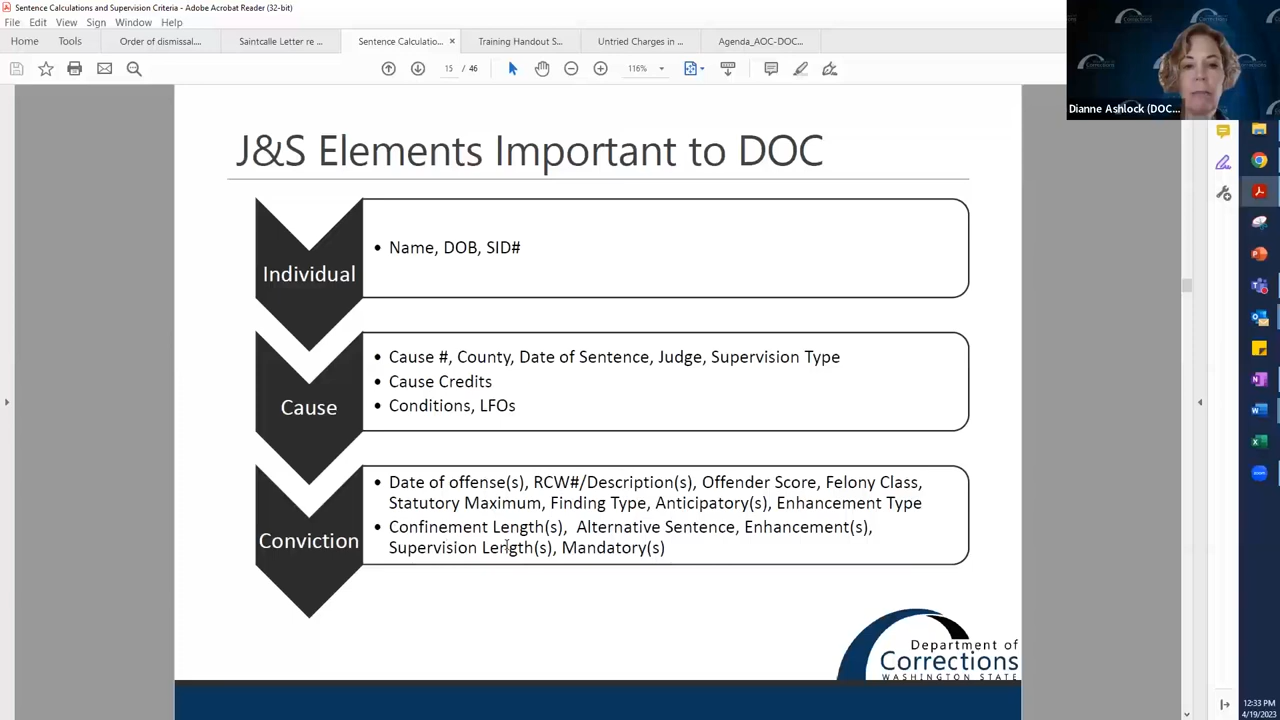 Sentence Calculations and Supervision Criteria - Adobe Acrobat Reader (32-bit)
File Edit View Sign Window Help
Home Tools Order of dismissal.... Saintcalle Letter re ... Sentence Calculatio... × Training Handout S... Untried Charges in ... Agenda_AOC-DOC...
15 / 46 116%
Dianne Ashlock (DOC...
J&S Elements Important to DOC
Individual
• Name, DOB, SID#
Cause
• Cause #, County, Date of Sentence, Judge, Supervision Type
• Cause Credits
• Conditions, LFOs
Conviction
• Date of offense(s), RCW#/Description(s), Offender Score, Felony Class,
Statutory Maximum, Finding Type, Anticipatory(s), Enhancement Type
• Confinement Length(s), Alternative Sentence, Enhancement(s),
Supervision Length(s), Mandatory(s)
Department of
Corrections
WASHINGTON STATE
12:33 PM
4/19/2023